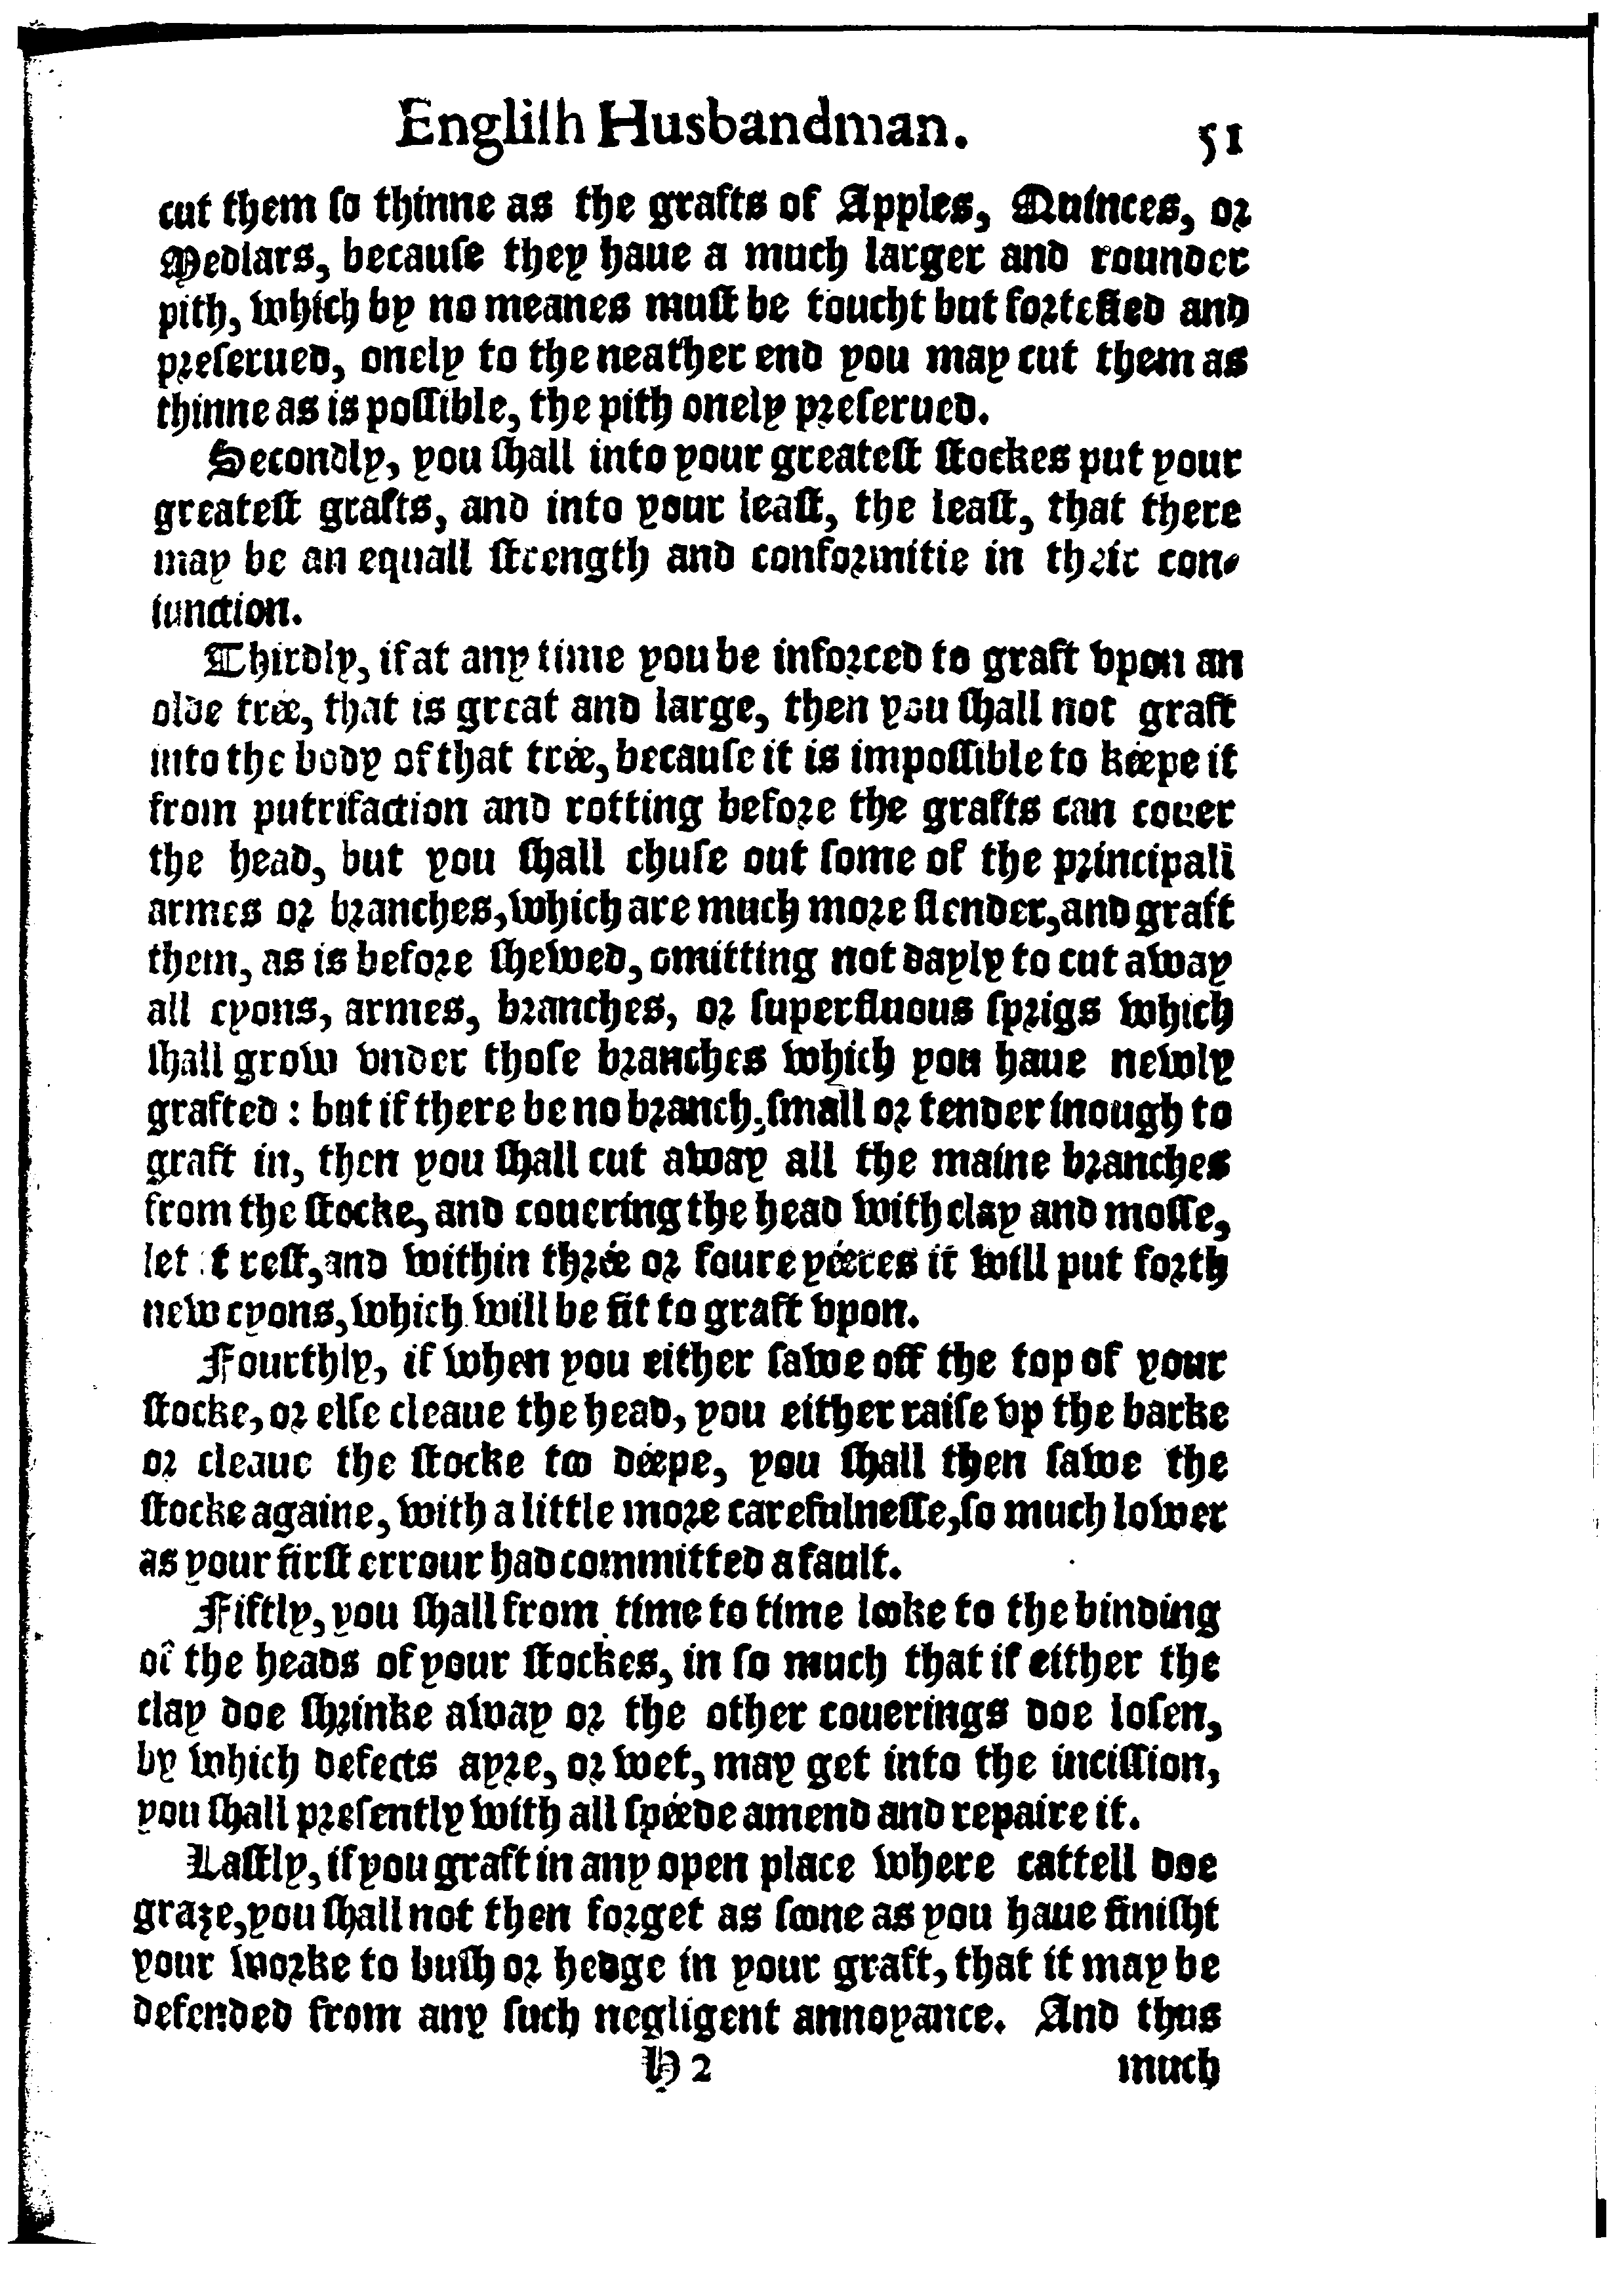 Engliſh Husbandman. 51
cut them ſo thinne as the grafts of Apples, Quinces, or
Medlars, becauſe they haue a much larger and rounder
pith, which by no meanes muſt be toucht but fortefied and
preſerued, onely to the neather end you may cut them as
thinne as is poſſible, the pith onely preſerued.
Secondly, you ſhall into your greateſt ſtockes put your
greateſt grafts, and into your leaſt, the leaſt, that there
may be an equall ſtrength and conformitie in their con-
iunction.
Thirdly, if at any time you be inforced to graft vpon an
olde trée, that is great and large, then you ſhall not graft
into the body of that trée, becauſe it is impoſſible to kéepe it
from putrifaction and rotting before the grafts can couer
the head, but you ſhall chuſe out ſome of the principall
armes or branches, which are much more ſlender, and graft
them, as is before ſhewed, omitting not dayly to cut away
all cyons, armes, branches, or ſuperfluous ſprigs which
ſhall grow vnder thoſe branches which you haue newly
grafted: but if there be no branch, ſmall or tender inough to
graft in, then you ſhall cut away all the maine branches
from the ſtocke, and couering the head with clay and moſſe,
let it reſt, and within thrée or foure yéeres it will put forth
new cyons, which will be fit to graft vpon.
Fourthly, if when you either ſawe off the top of your
ſtocke, or elſe cleaue the head, you either raiſe vp the barke
or cleaue the ſtocke too déepe, you ſhall then ſawe the
ſtocke againe, with a little more carefulneſſe, ſo much lower
as your firſt errour had committed a fault.
Fiftly, you ſhall from time to time looke to the binding
of the heads of your ſtockes, in ſo much that if either the
clay doe ſhrinke away or the other couerings doe loſen,
by which defects ayre, or wet, may get into the inciſſion,
you ſhall preſently with all ſpéede amend and repaire it.
Laſtly, if you graft in any open place where cattell doe
graze, you ſhall not then forget as ſoone as you haue finiſht
your worke to buſh or hedge in your graft, that it may be
defended from any ſuch negligent annoyance. And thus
H 2 much